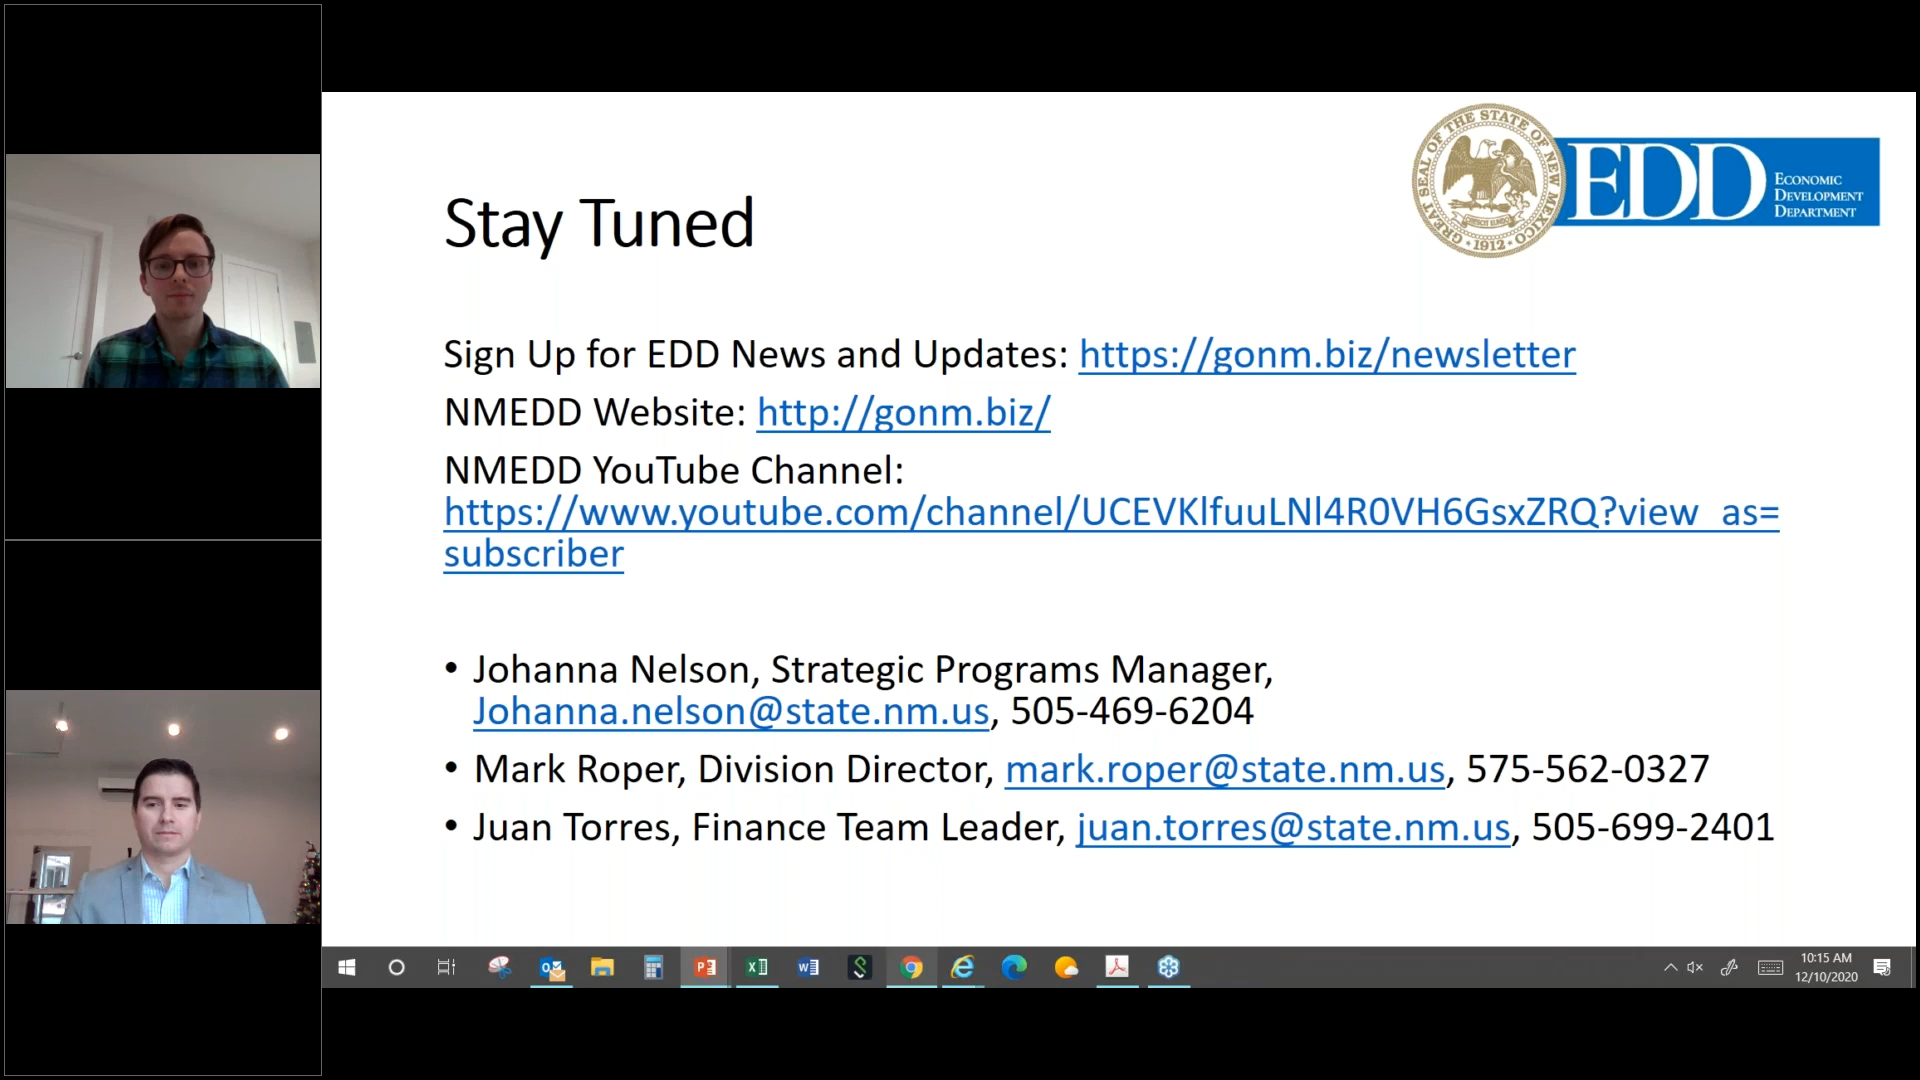 GREAT SEAL OF THE STATE OF NEW MEXICO
1912
EDD
ECONOMIC
DEVELOPMENT
DEPARTMENT
Stay Tuned
Sign Up for EDD News and Updates: https://gonm.biz/newsletter
NMEDD Website: http://gonm.biz/
NMEDD YouTube Channel:
https://www.youtube.com/channel/UCEVKlfuuLNl4R0VH6GsxZRQ?view_as=
subscriber
• Johanna Nelson, Strategic Programs Manager,
Johanna.nelson@state.nm.us, 505-469-6204
• Mark Roper, Division Director, mark.roper@state.nm.us, 575-562-0327
• Juan Torres, Finance Team Leader, juan.torres@state.nm.us, 505-699-2401
10:15 AM
12/10/2020